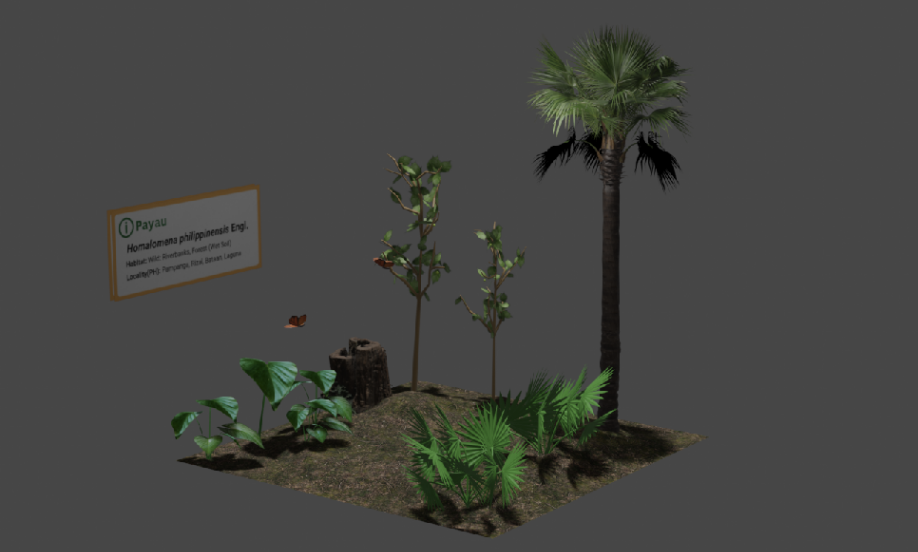 i Payau
Homalomena philippinensis Engl.
Habitat: Wild: Riverbanks, Forest (Wet Soil)
Locality(PH): Pampanga, Rizal, Bataan, Laguna